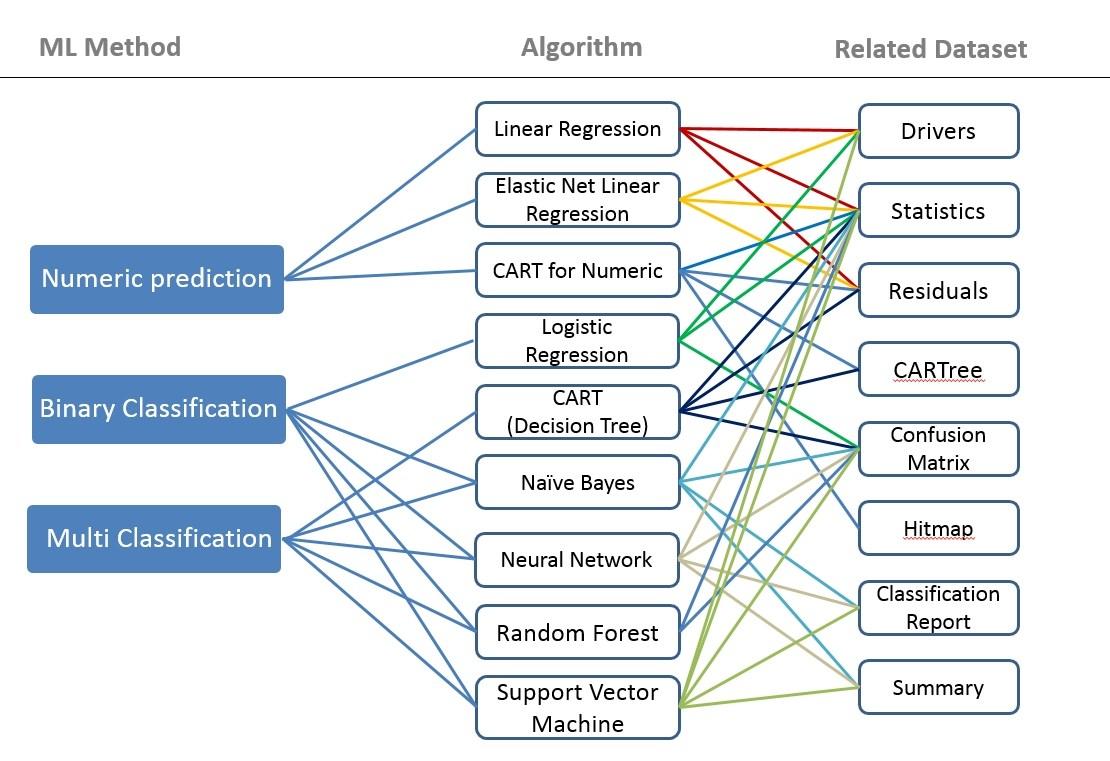 ML Method
Algorithm
Related Dataset
Numeric prediction
Binary Classification
Multi Classification
Linear Regression
Elastic Net Linear
Regression
CART for Numeric
Logistic
Regression
CART
(Decision Tree)
Naïve Bayes
Neural Network
Random Forest
Support Vector
Machine
Drivers
Statistics
Residuals
CARTree
Confusion
Matrix
Hitmap
Classification
Report
Summary